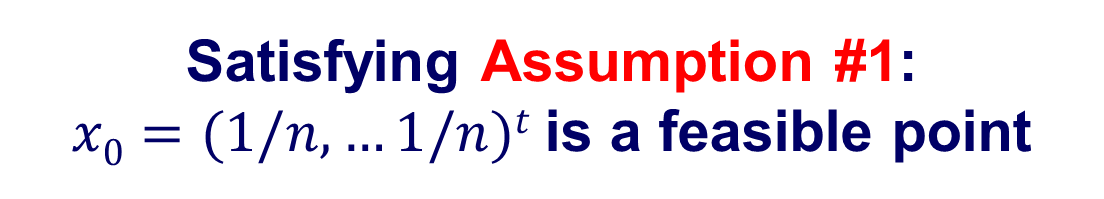 Satisfying Assumption #1:
x₀ = (1/n, … 1/n)ᵗ is a feasible point